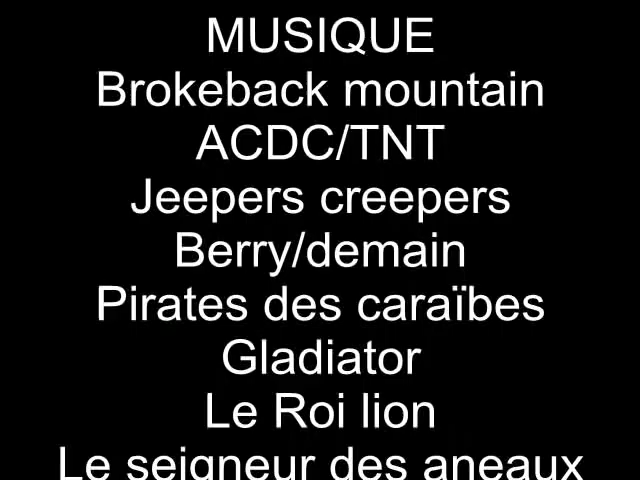 MUSIQUE
Brokeback mountain
ACDC/TNT
Jeepers creepers
Berry/demain
Pirates des caraïbes
Gladiator
Le Roi lion
Le seigneur des aneaux